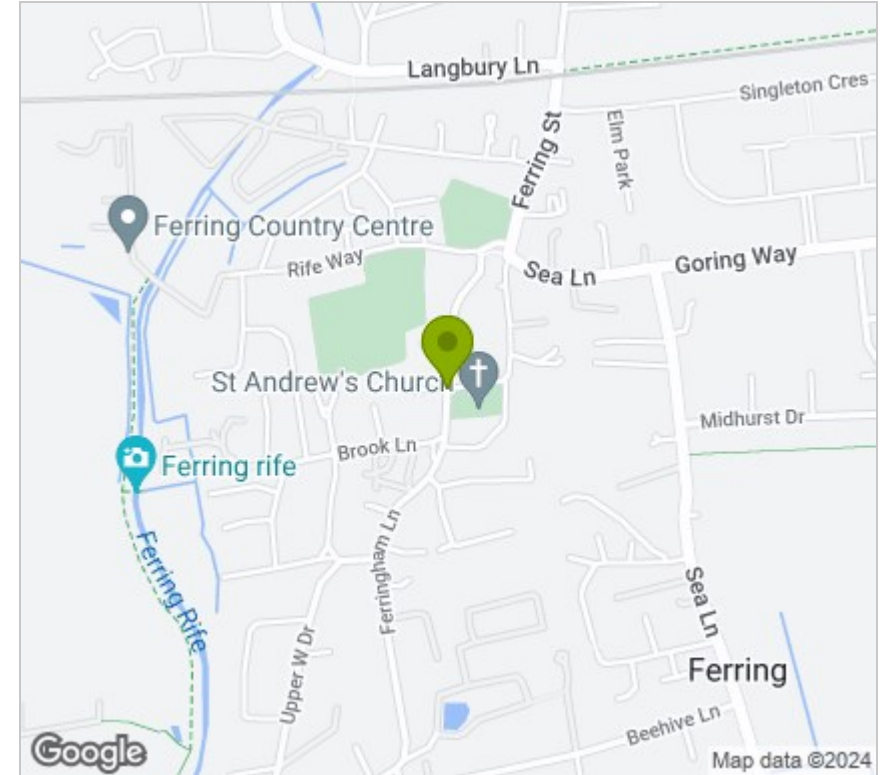 Langbury Ln
Singleton Cres
Elm Park
Ferring St
Ferring Country Centre
Rife Way
Sea Ln
Goring Way
St Andrew's Church
Midhurst Dr
Brook Ln
Ferring rife
Ferring Rife
Ferringham Ln
Sea Ln
Upper W Dr
Ferring
Beehive Ln
Google
Map data ©2024